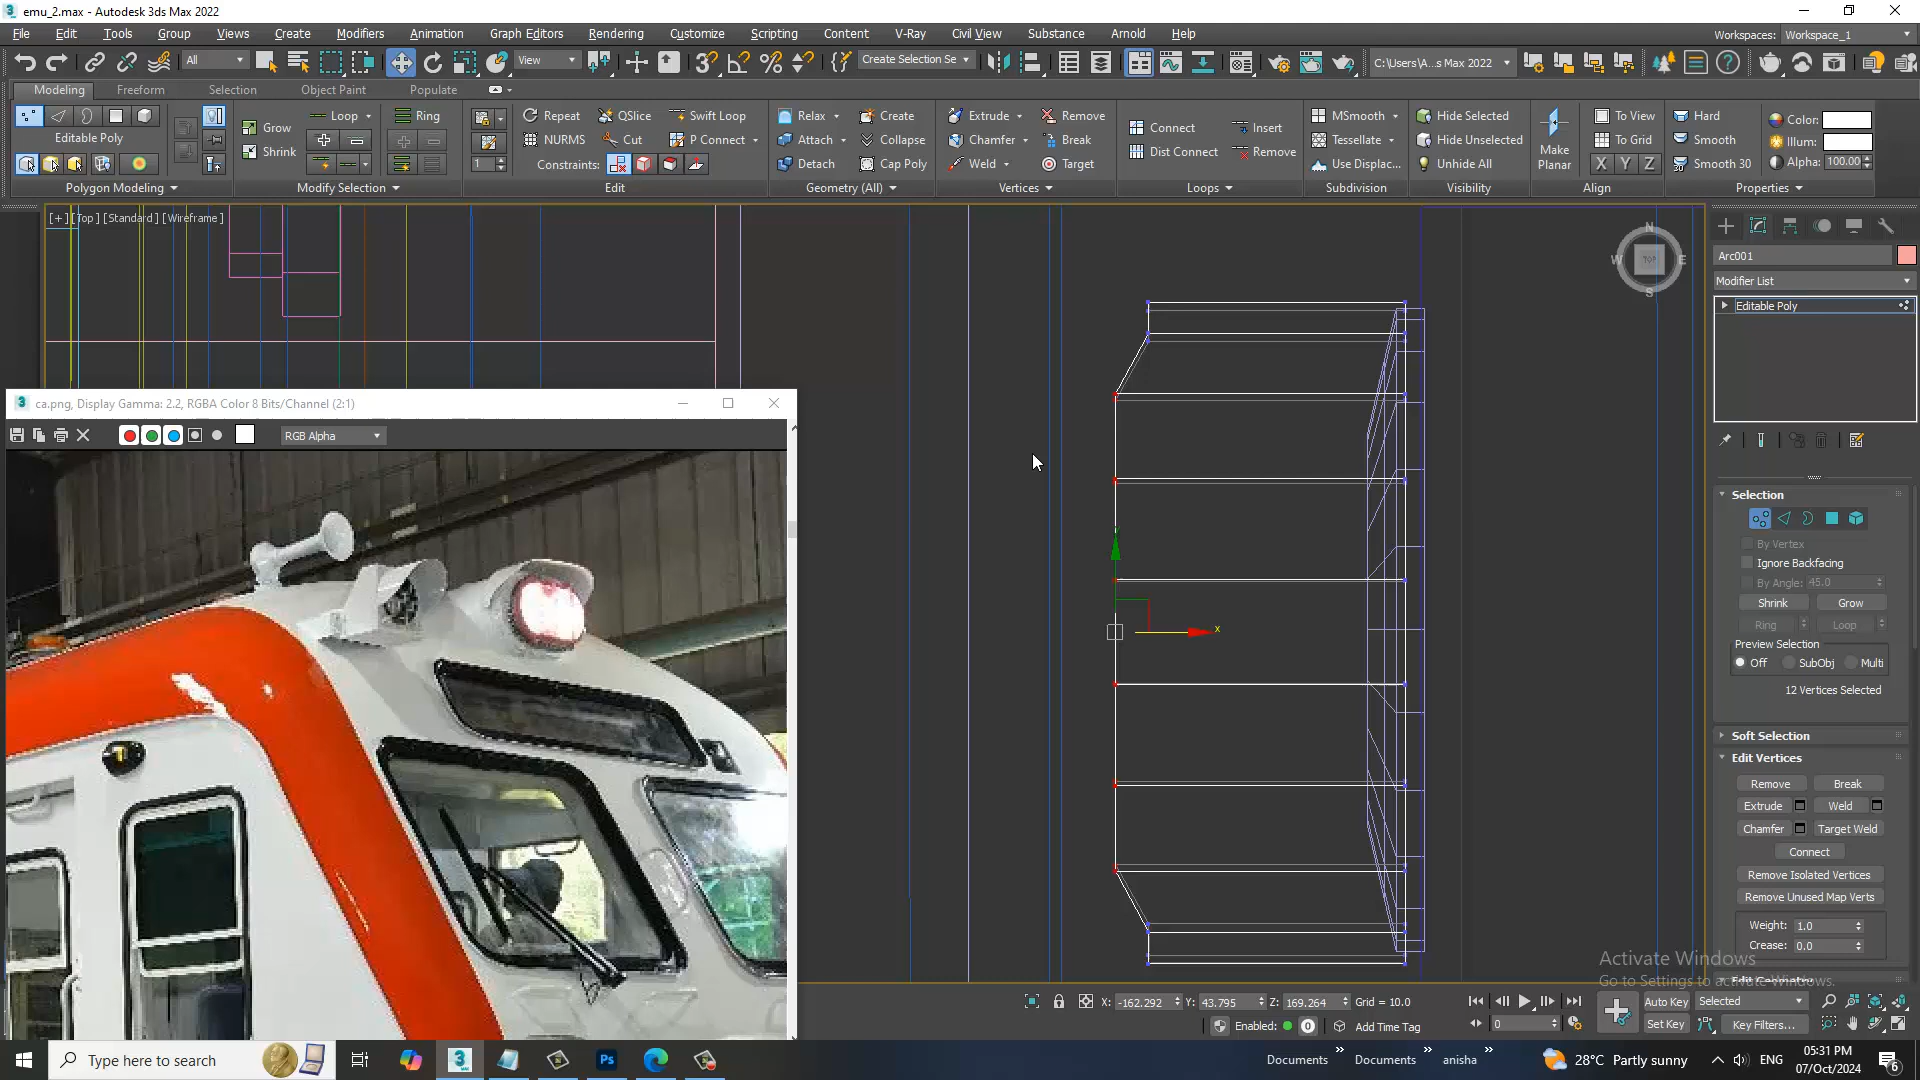 emu_2.max - Autodesk 3ds Max 2022
File Edit Tools Group Views Create Modifiers Animation Graph Editors Rendering Customize Scripting Content V-Ray Civil View Substance Arnold Help
Workspaces: Workspace_1
All View Create Selection Se C:\Users\A...s Max 2022
Modeling Freeform Selection Object Paint Populate
Loop Ring Repeat QSlice Swift Loop Relax Create Extrude Remove Connect Insert MSmooth Hide Selected To View Hard Color:
Editable Poly
Grow NURMS Cut P Connect Attach Collapse Chamfer Break Dist Connect Remove Tessellate Hide Unselected Make Planar To Grid Smooth Illum:
Shrink 1 Constraints: Detach Cap Poly Weld Target Use Displac... Unhide All X Y Z Smooth 30 Alpha: 100.00
Polygon Modeling Modify Selection Edit Geometry (All) Vertices Loops Subdivision Visibility Align Properties
[+] [Top] [Standard] [Wireframe]
N
W TOP E
S
Arc001
Modifier List
Editable Poly
ca.png, Display Gamma: 2.2, RGBA Color 8 Bits/Channel (2:1)
RGB Alpha
x
Selection
By Vertex
Ignore Backfacing
By Angle: 45.0
Shrink Grow
Ring Loop
Preview Selection
Off SubObj Multi
12 Vertices Selected
Soft Selection
Edit Vertices
Remove Break
Extrude Weld
Chamfer Target Weld
Connect
Remove Isolated Vertices
Remove Unused Map Verts
Weight: 1.0
Crease: 0.0
Activate Windows
Go to Settings to activate Windows.
X: -162.292 Y: 43.795 Z: 169.264 Grid = 10.0
Auto Key Selected
Enabled: 0 Add Time Tag
0 Set Key Key Filters...
Type here to search
Ps
Documents Documents anisha
28°C Partly sunny
ENG
05:31 PM
07/Oct/2024
6